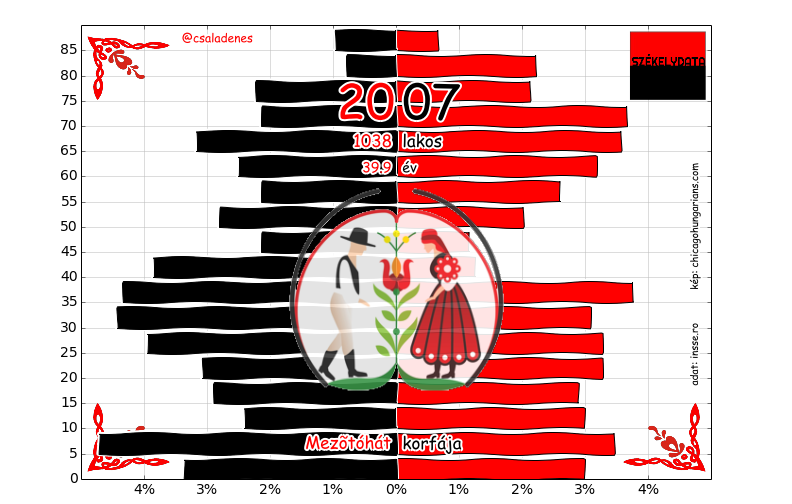 @csaladenes
SZÉKELYDATA
2007
1038 lakos
39.9 év
kép: chicagohungarians.com
adat: insse.ro
Mezőtóhát korfája
85
80
75
70
65
60
55
50
45
40
35
30
25
20
15
10
5
0
4% 3% 2% 1% 0% 1% 2% 3% 4%